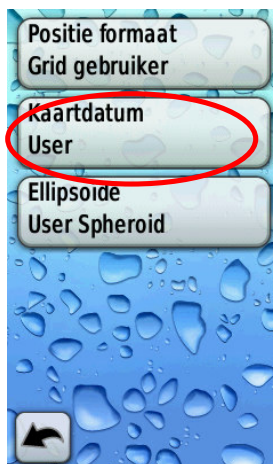 Positie formaat
Grid gebruiker
Kaartdatum
User
Ellipsoïde
User Spheroid